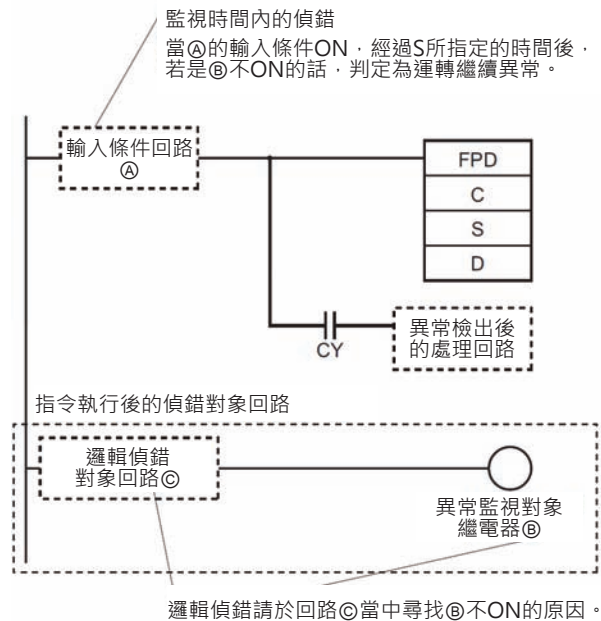 監視時間內的偵錯
當Ⓐ的輸入條件ON，經過S所指定的時間後，
若是Ⓑ不ON的話，判定為運轉繼續異常。
輸入條件回路
Ⓐ
FPD
C
S
D
CY
異常檢出後
的處理回路
指令執行後的偵錯對象回路
邏輯偵錯
對象回路Ⓒ
異常監視對象
繼電器Ⓑ
邏輯偵錯請於回路Ⓒ當中尋找Ⓑ不ON的原因。